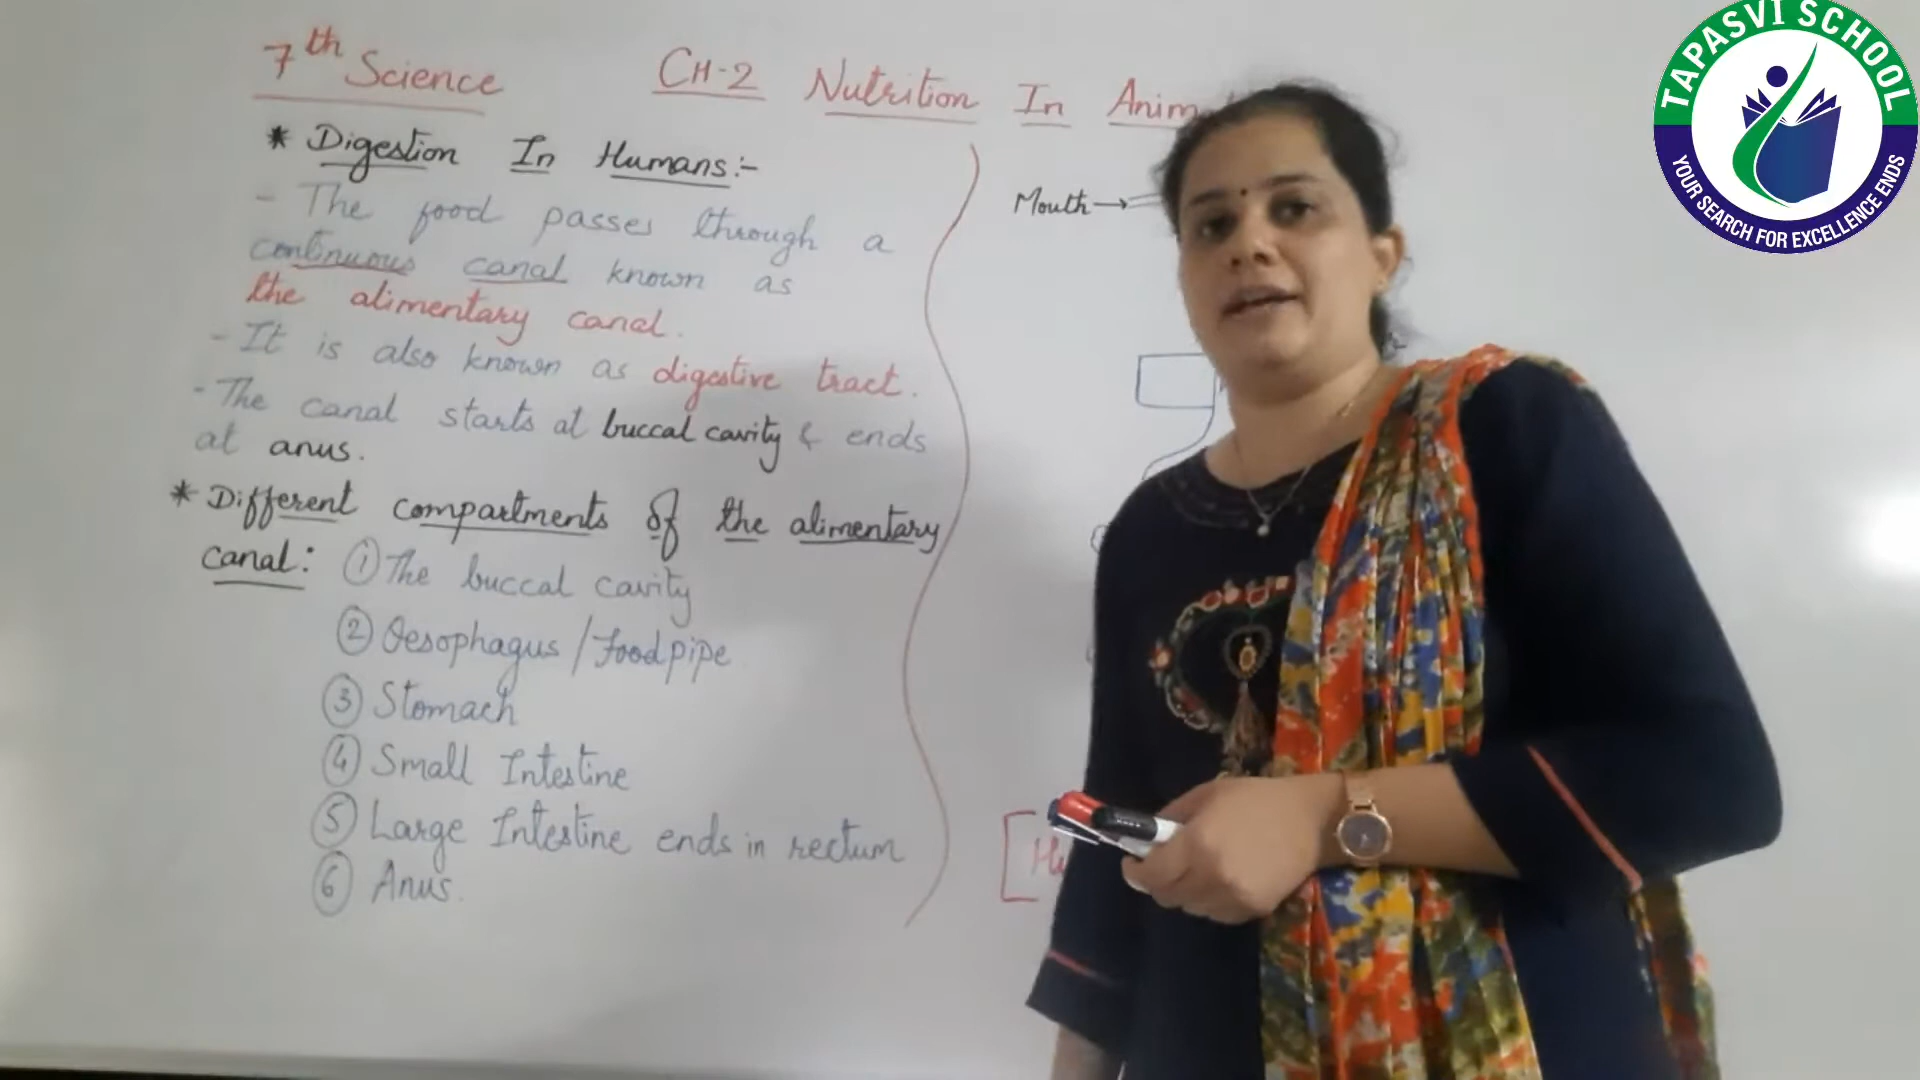 7th Science CH-2 Nutrition In Anim
* Digestion In Humans:-
- The food passes through a
continuous canal known as
the alimentary canal.
- It is also known as digestive tract.
- The canal starts at buccal cavity & ends
at anus.
* Different compartments of the alimentary
canal: ① The buccal cavity
② Oesophagus / Foodpipe
③ Stomach
④ Small Intestine
⑤ Large Intestine ends in rectum
⑥ Anus.
Mouth→
[Hu
TAPASVI SCHOOL
YOUR SEARCH FOR EXCELLENCE ENDS